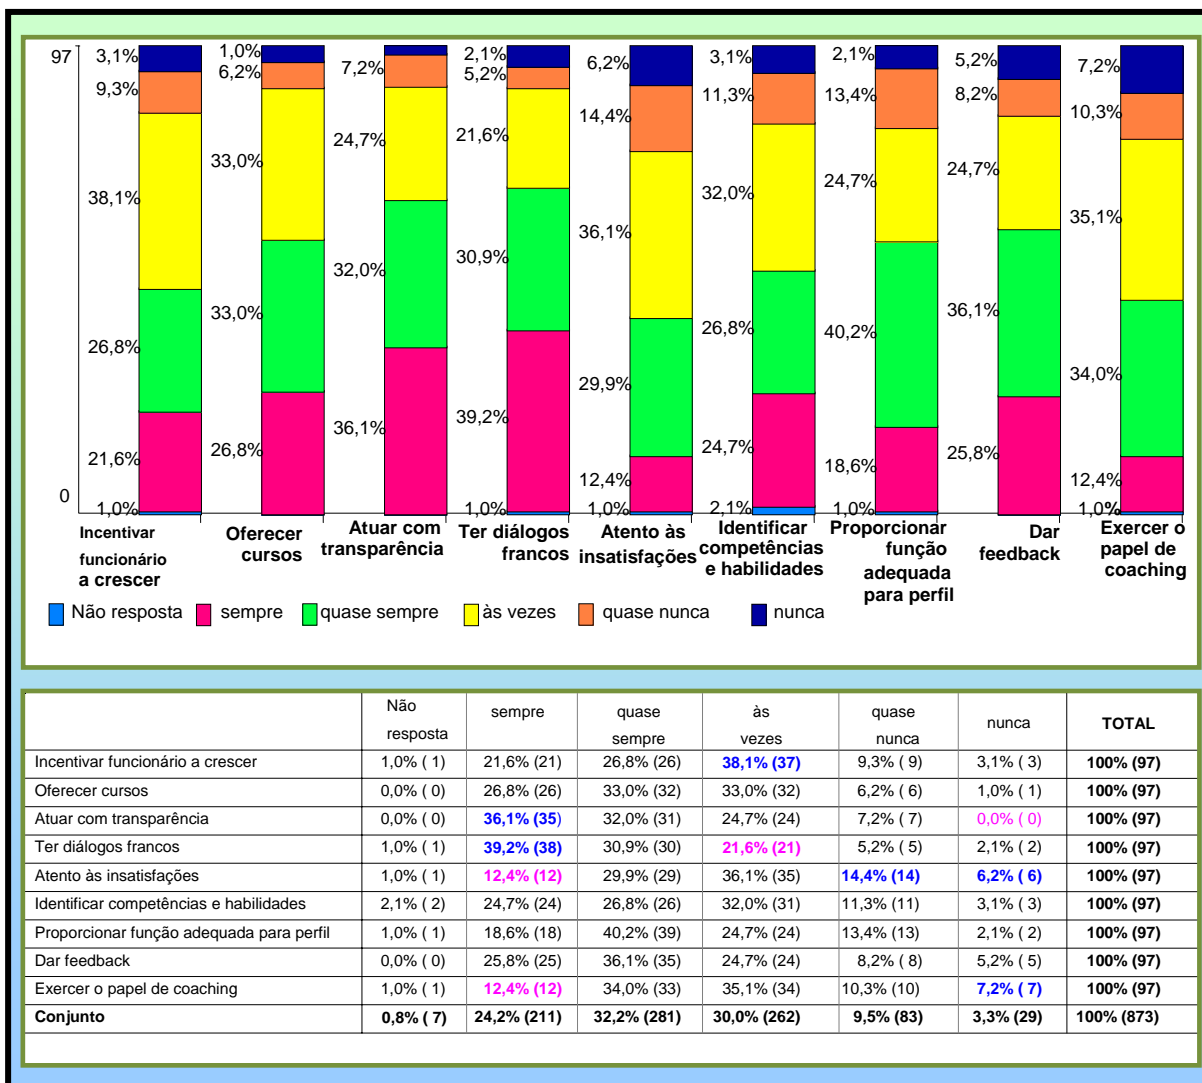 97
0
3,1%
9,3%
38,1%
26,8%
21,6%
1,0%
1,0%
6,2%
33,0%
33,0%
26,8%
7,2%
24,7%
32,0%
36,1%
2,1%
5,2%
21,6%
30,9%
39,2%
1,0%
6,2%
14,4%
36,1%
29,9%
12,4%
1,0%
3,1%
11,3%
32,0%
26,8%
24,7%
2,1%
2,1%
13,4%
24,7%
40,2%
18,6%
1,0%
5,2%
8,2%
24,7%
36,1%
25,8%
7,2%
10,3%
35,1%
34,0%
12,4%
1,0%
Incentivar
funcionário
a crescer
Oferecer
cursos
Atuar com
transparência
Ter diálogos
francos
Atento às
insatisfações
Identificar
competências
e habilidades
Proporcionar
função
adequada
para perfil
Dar
feedback
Exercer o
papel de
coaching
Não resposta sempre quase sempre às vezes quase nunca nunca
Não
resposta
sempre
quase
sempre
às
vezes
quase
nunca
nunca
TOTAL
Incentivar funcionário a crescer 1,0% ( 1) 21,6% (21) 26,8% (26) 38,1% (37) 9,3% ( 9) 3,1% ( 3) 100% (97)
Oferecer cursos 0,0% ( 0) 26,8% (26) 33,0% (32) 33,0% (32) 6,2% ( 6) 1,0% ( 1) 100% (97)
Atuar com transparência 0,0% ( 0) 36,1% (35) 32,0% (31) 24,7% (24) 7,2% ( 7) 0,0% ( 0) 100% (97)
Ter diálogos francos 1,0% ( 1) 39,2% (38) 30,9% (30) 21,6% (21) 5,2% ( 5) 2,1% ( 2) 100% (97)
Atento às insatisfações 1,0% ( 1) 12,4% (12) 29,9% (29) 36,1% (35) 14,4% (14) 6,2% ( 6) 100% (97)
Identificar competências e habilidades 2,1% ( 2) 24,7% (24) 26,8% (26) 32,0% (31) 11,3% (11) 3,1% ( 3) 100% (97)
Proporcionar função adequada para perfil 1,0% ( 1) 18,6% (18) 40,2% (39) 24,7% (24) 13,4% (13) 2,1% ( 2) 100% (97)
Dar feedback 0,0% ( 0) 25,8% (25) 36,1% (35) 24,7% (24) 8,2% ( 8) 5,2% ( 5) 100% (97)
Exercer o papel de coaching 1,0% ( 1) 12,4% (12) 34,0% (33) 35,1% (34) 10,3% (10) 7,2% ( 7) 100% (97)
Conjunto 0,8% ( 7) 24,2% (211) 32,2% (281) 30,0% (262) 9,5% (83) 3,3% (29) 100% (873)